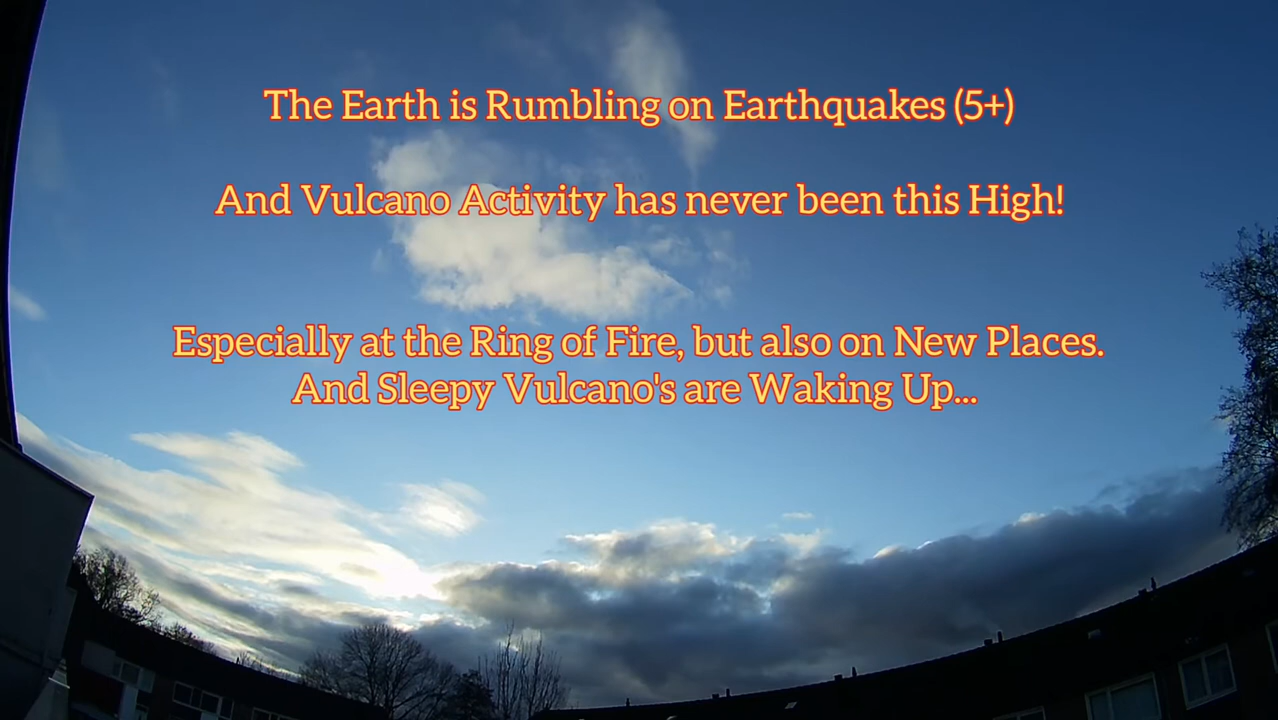 The Earth is Rumbling on Earthquakes (5+)
And Vulcano Activity has never been this High!
Especially at the Ring of Fire, but also on New Places.
And Sleepy Vulcano's are Waking Up...